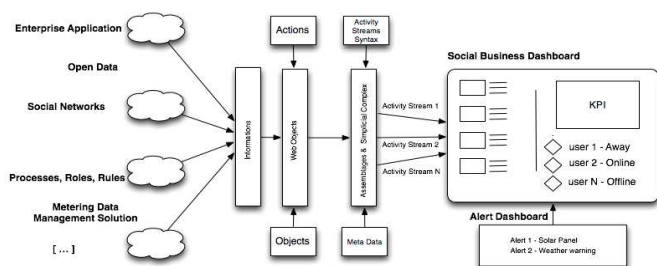 Enterprise Application
Open Data
Social Networks
Processes, Roles, Rules
Metering Data
Management Solution
[ ... ]
Informations
Actions
Web Objects
Objects
Activity
Streams
Syntax
Assemblages & Simplicial Complex
Meta Data
Activity Stream 1
Activity Stream 2
Activity Stream N
Social Business Dashboard
KPI
user 1 - Away
user 2 - Online
user N - Offline
Alert Dashboard
Alert 1 - Solar Panel
Alert 2 - Weather warning